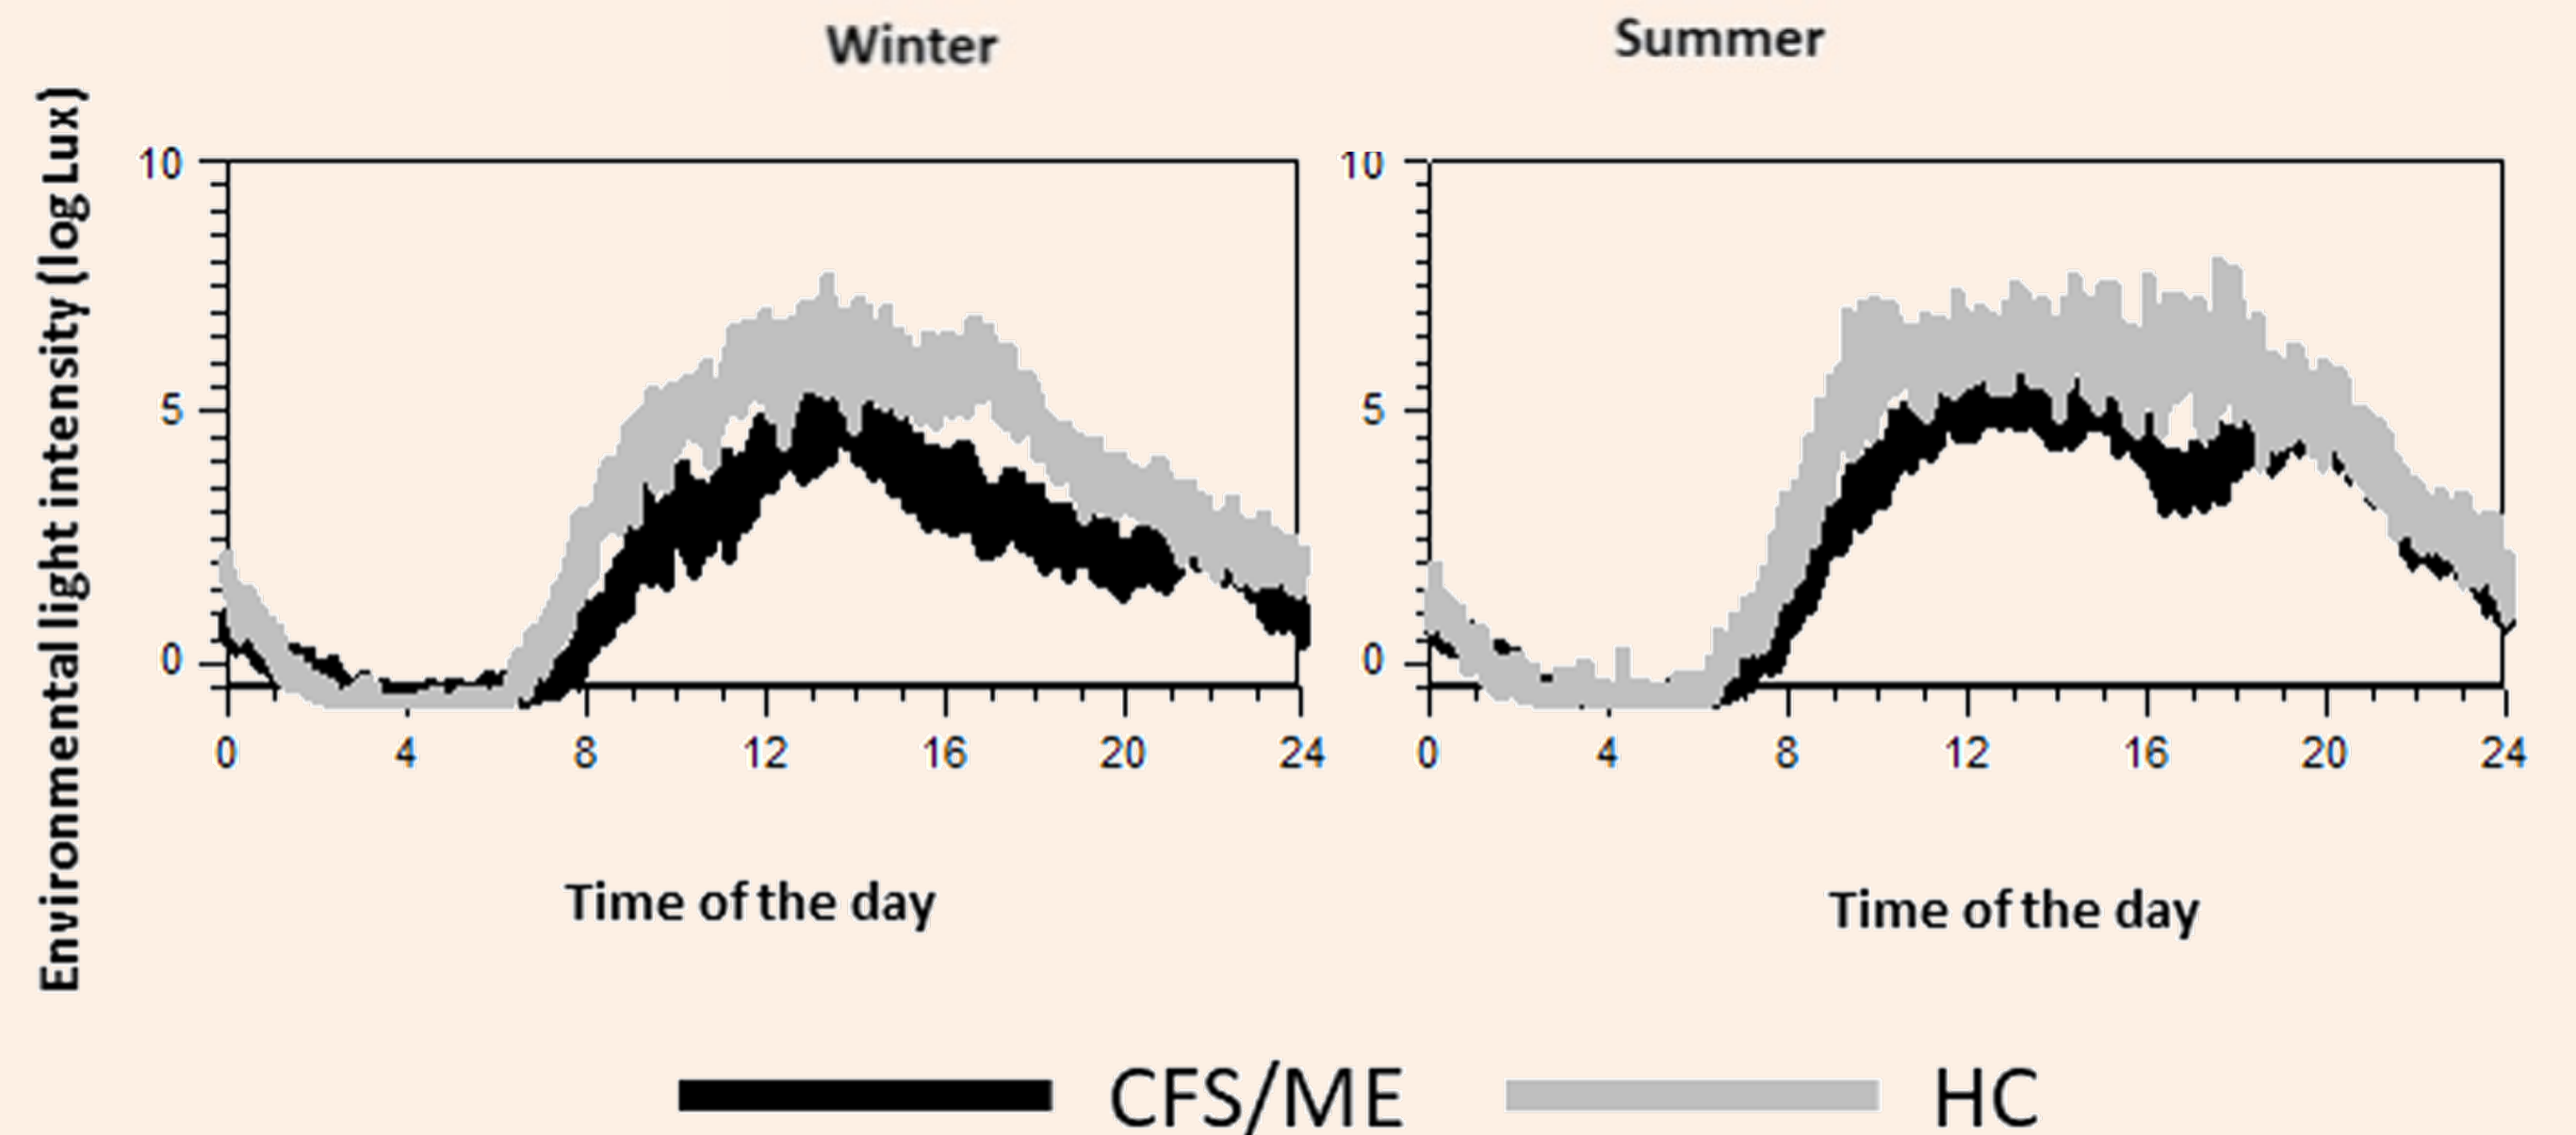 Winter
Summer
Environmental light intensity (log Lux)
10
5
0
0 4 8 12 16 20 24
10
5
0
0 4 8 12 16 20 24
Time of the day
Time of the day
CFS/ME HC